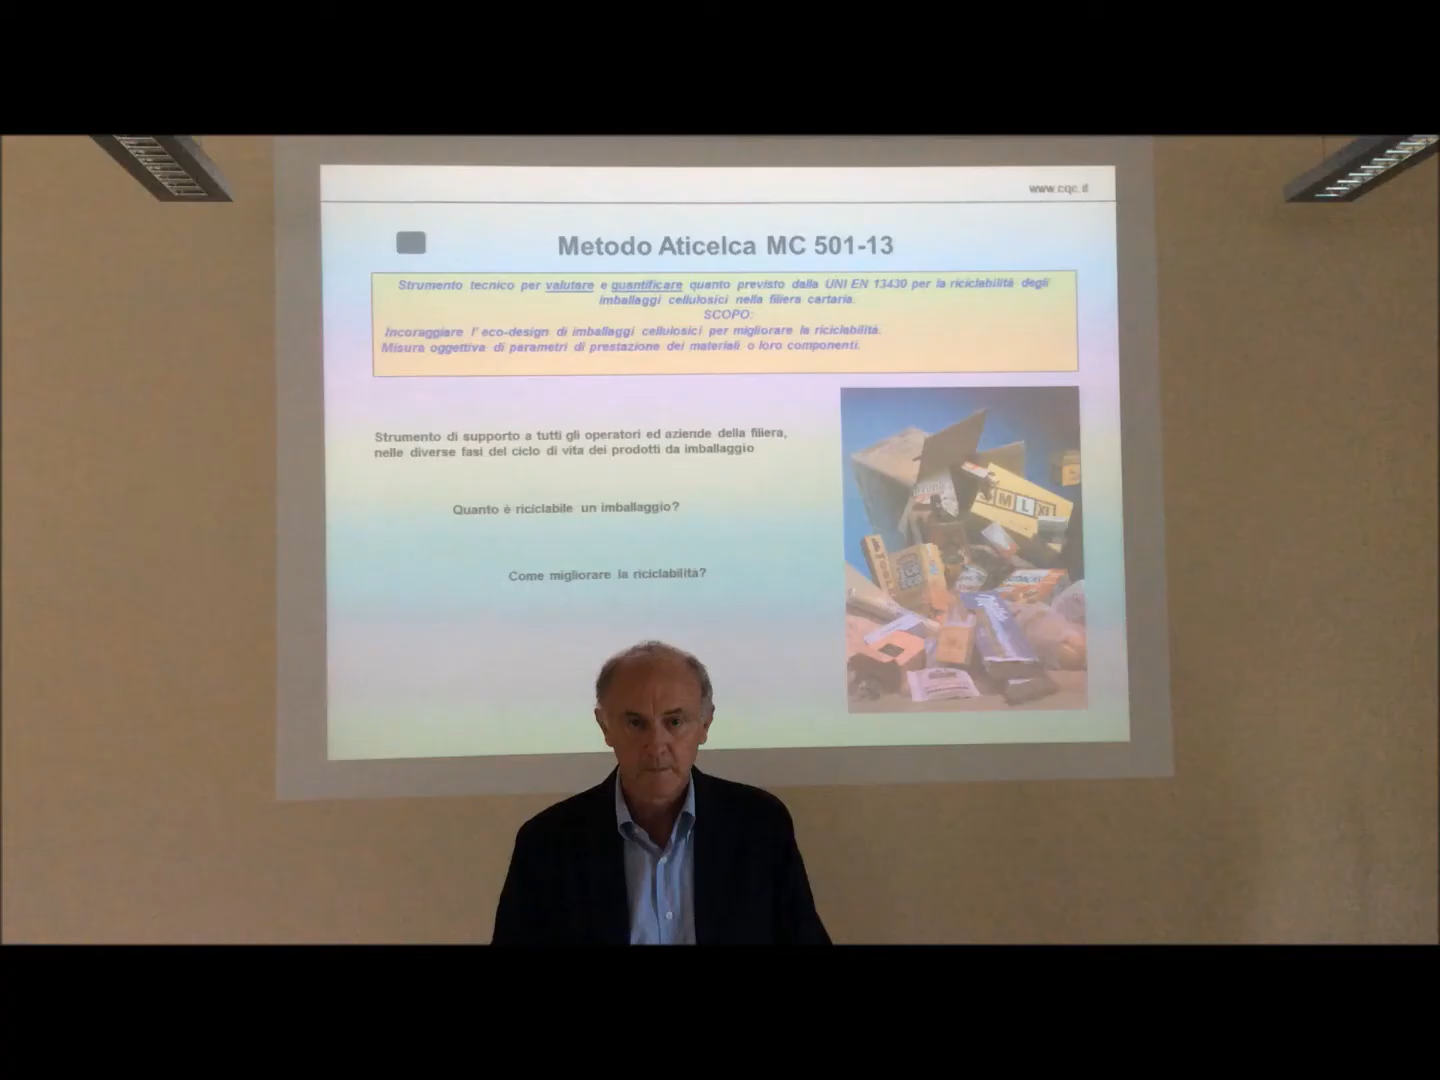 www.cqc.it
Metodo Aticelca MC 501-13
Strumento tecnico per valutare e quantificare quanto previsto dalla UNI EN 13430 per la riciclabilità degli
imballaggi cellulosici nella filiera cartaria.
SCOPO:
Incoraggiare l' eco-design di imballaggi cellulosici per migliorare la riciclabilità.
Misura oggettiva di parametri di prestazione dei materiali o loro componenti.
Strumento di supporto a tutti gli operatori ed aziende della filiera,
nelle diverse fasi del ciclo di vita dei prodotti da imballaggio
Quanto è riciclabile un imballaggio?
Come migliorare la riciclabilità?
S M L XL